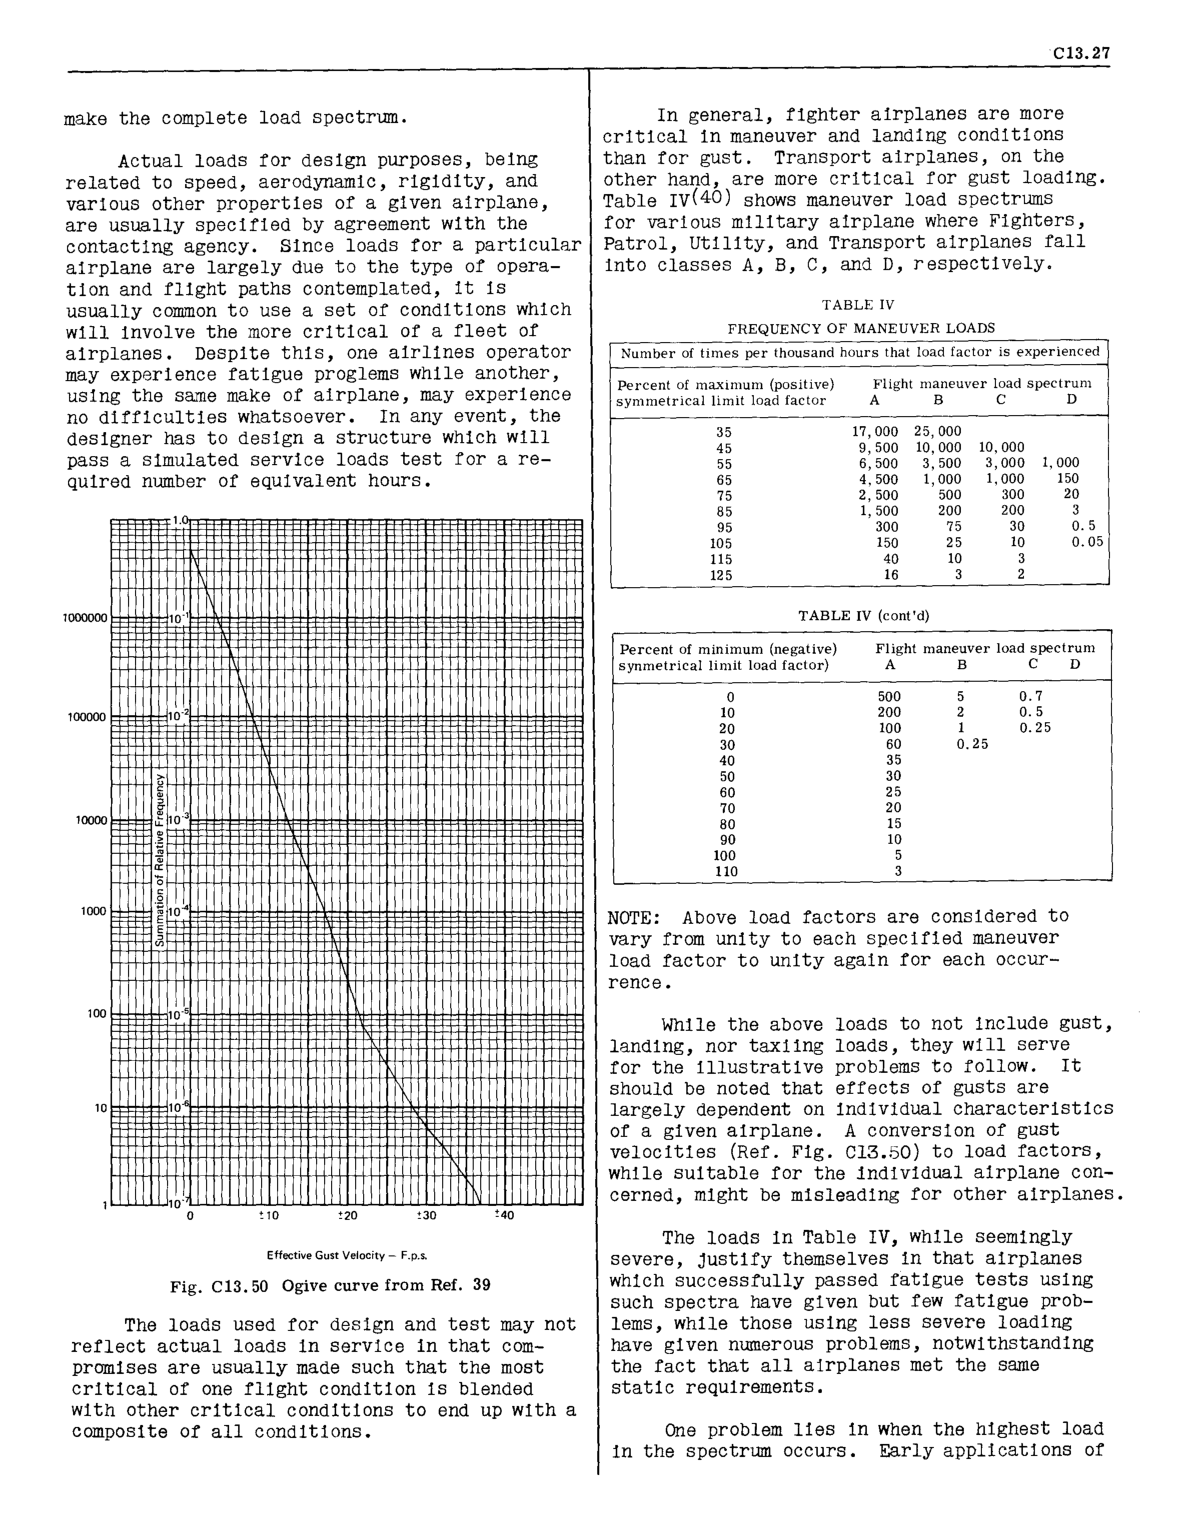 C13.27
make the complete load spectrum.
Actual loads for design purposes, being
related to speed, aerodynamic, rigidity, and
various other properties of a given airplane,
are usually specified by agreement with the
contacting agency. Since loads for a particular
airplane are largely due to the type of opera-
tion and flight paths contemplated, it is
usually common to use a set of conditions which
will involve the more critical of a fleet of
airplanes. Despite this, one airlines operator
may experience fatigue proglems while another,
using the same make of airplane, may experience
no difficulties whatsoever. In any event, the
designer has to design a structure which will
pass a simulated service loads test for a re-
quired number of equivalent hours.
1.0
1000000 10-1
100000 10-2
10000 10-3
1000 10-4
100 10-5
10 10-6
1 10-7
Summation of Relative Frequency
0 ±10 ±20 ±30 ±40
Effective Gust Velocity – F.p.s.
Fig. C13.50 Ogive curve from Ref. 39
The loads used for design and test may not
reflect actual loads in service in that com-
promises are usually made such that the most
critical of one flight condition is blended
with other critical conditions to end up with a
composite of all conditions.
In general, fighter airplanes are more
critical in maneuver and landing conditions
than for gust. Transport airplanes, on the
other hand, are more critical for gust loading.
Table IV(40) shows maneuver load spectrums
for various military airplane where Fighters,
Patrol, Utility, and Transport airplanes fall
into classes A, B, C, and D, respectively.
TABLE IV
FREQUENCY OF MANEUVER LOADS
Number of times per thousand hours that load factor is experienced
Percent of maximum (positive) Flight maneuver load spectrum
symmetrical limit load factor A B C D
35 17,000 25,000
45 9,500 10,000 10,000
55 6,500 3,500 3,000 1,000
65 4,500 1,000 1,000 150
75 2,500 500 300 20
85 1,500 200 200 3
95 300 75 30 0.5
105 150 25 10 0.05
115 40 10 3
125 16 3 2
TABLE IV (cont'd)
Percent of minimum (negative) Flight maneuver load spectrum
synmetrical limit load factor) A B C D
0 500 5 0.7
10 200 2 0.5
20 100 1 0.25
30 60 0.25
40 35
50 30
60 25
70 20
80 15
90 10
100 5
110 3
NOTE: Above load factors are considered to
vary from unity to each specified maneuver
load factor to unity again for each occur-
rence.
While the above loads to not include gust,
landing, nor taxiing loads, they will serve
for the illustrative problems to follow. It
should be noted that effects of gusts are
largely dependent on individual characteristics
of a given airplane. A conversion of gust
velocities (Ref. Fig. C13.50) to load factors,
while suitable for the individual airplane con-
cerned, might be misleading for other airplanes.
The loads in Table IV, while seemingly
severe, justify themselves in that airplanes
which successfully passed fatigue tests using
such spectra have given but few fatigue prob-
lems, while those using less severe loading
have given numerous problems, notwithstanding
the fact that all airplanes met the same
static requirements.
One problem lies in when the highest load
in the spectrum occurs. Early applications of